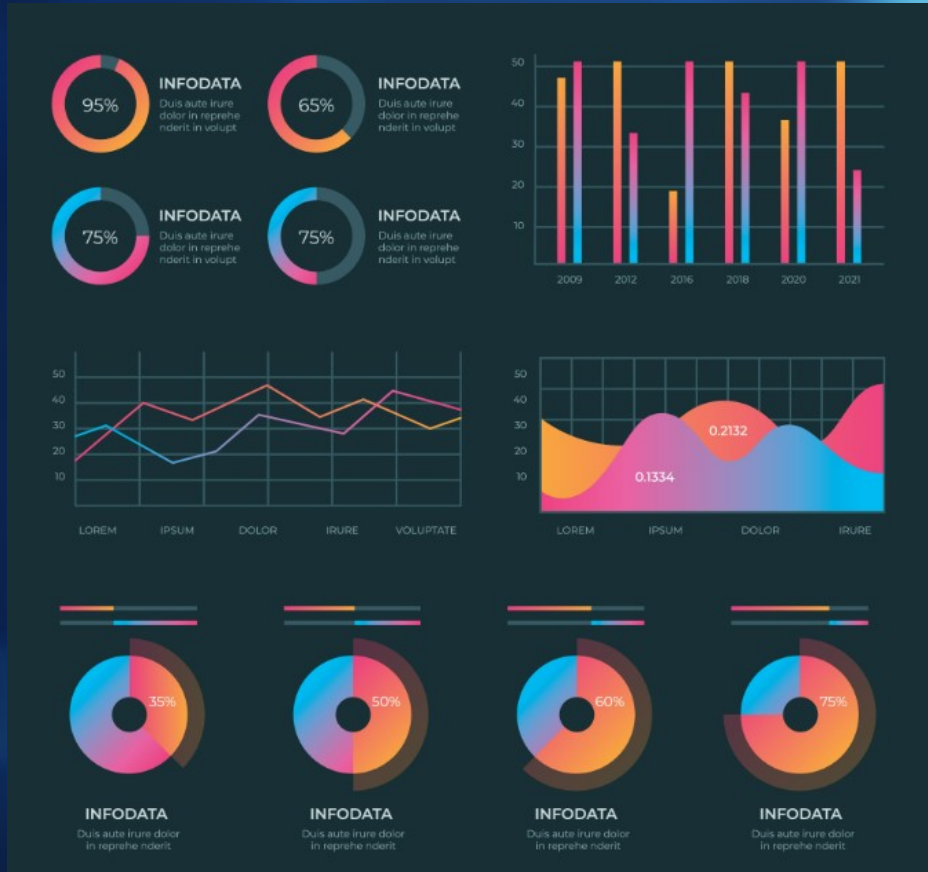 95%
INFODATA
Duis aute irure
dolor in reprehe
nderit in volupt
65%
INFODATA
Duis aute irure
dolor in reprehe
nderit in volupt
75%
INFODATA
Duis aute irure
dolor in reprehe
nderit in volupt
75%
INFODATA
Duis aute irure
dolor in reprehe
nderit in volupt
50
40
30
20
10
2009 2012 2016 2018 2020 2021
50
40
30
20
10
LOREM IPSUM DOLOR IRURE VOLUPTATE
50
40
30
20
10
0.2132
0.1334
LOREM IPSUM DOLOR IRURE
35%
INFODATA
Duis aute irure dolor
in reprehe nderit
50%
INFODATA
Duis aute irure dolor
in reprehe nderit
60%
INFODATA
Duis aute irure dolor
in reprehe nderit
75%
INFODATA
Duis aute irure dolor
in reprehe nderit